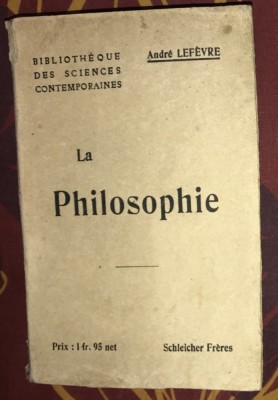 BIBLIOTHÈQUE
DES SCIENCES
CONTEMPORAINES
André LEFÈVRE
La
Philosophie
Prix : 1 fr. 95 net
Schleicher Frères